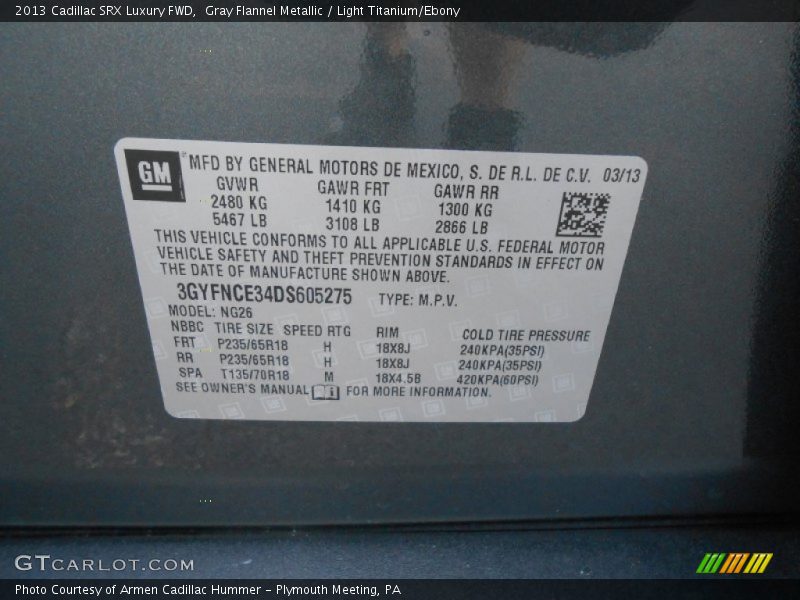 2013 Cadillac SRX Luxury FWD,  Gray Flannel Metallic / Light Titanium/Ebony
GM MFD BY GENERAL MOTORS DE MEXICO, S. DE R.L. DE C.V. 03/13
GVWR GAWR FRT GAWR RR
2480 KG 1410 KG 1300 KG
5467 LB 3108 LB 2866 LB
THIS VEHICLE CONFORMS TO ALL APPLICABLE U.S. FEDERAL MOTOR
VEHICLE SAFETY AND THEFT PREVENTION STANDARDS IN EFFECT ON
THE DATE OF MANUFACTURE SHOWN ABOVE.
3GYFNCE34DS605275 TYPE: M.P.V.
MODEL: NG26
NBBC TIRE SIZE SPEED RTG RIM COLD TIRE PRESSURE
FRT P235/65R18 H 18X8J 240KPA(35PSI)
RR P235/65R18 H 18X8J 240KPA(35PSI)
SPA T135/70R18 M 18X4.5B 420KPA(60PSI)
SEE OWNER'S MANUAL FOR MORE INFORMATION.
GTCARLOT.COM
Photo Courtesy of Armen Cadillac Hummer - Plymouth Meeting, PA